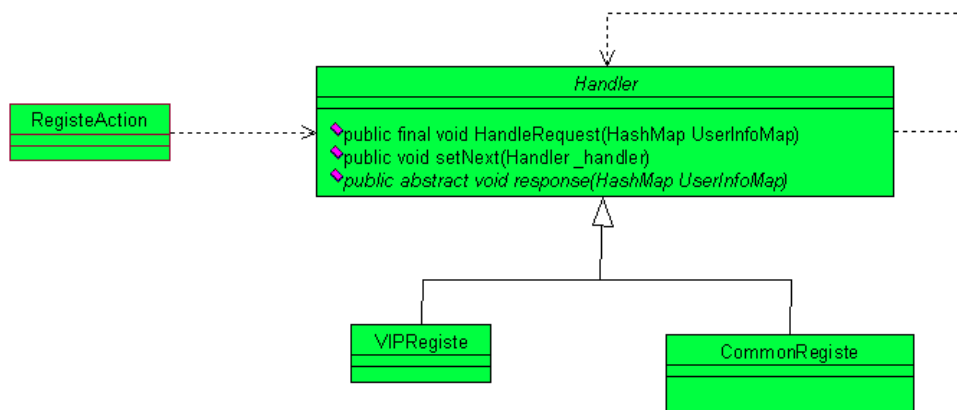 Handler
RegisteAction
public final void HandleRequest(HashMap UserInfoMap)
public void setNext(Handler _handler)
public abstract void response(HashMap UserInfoMap)
VIPRegiste
CommonRegiste